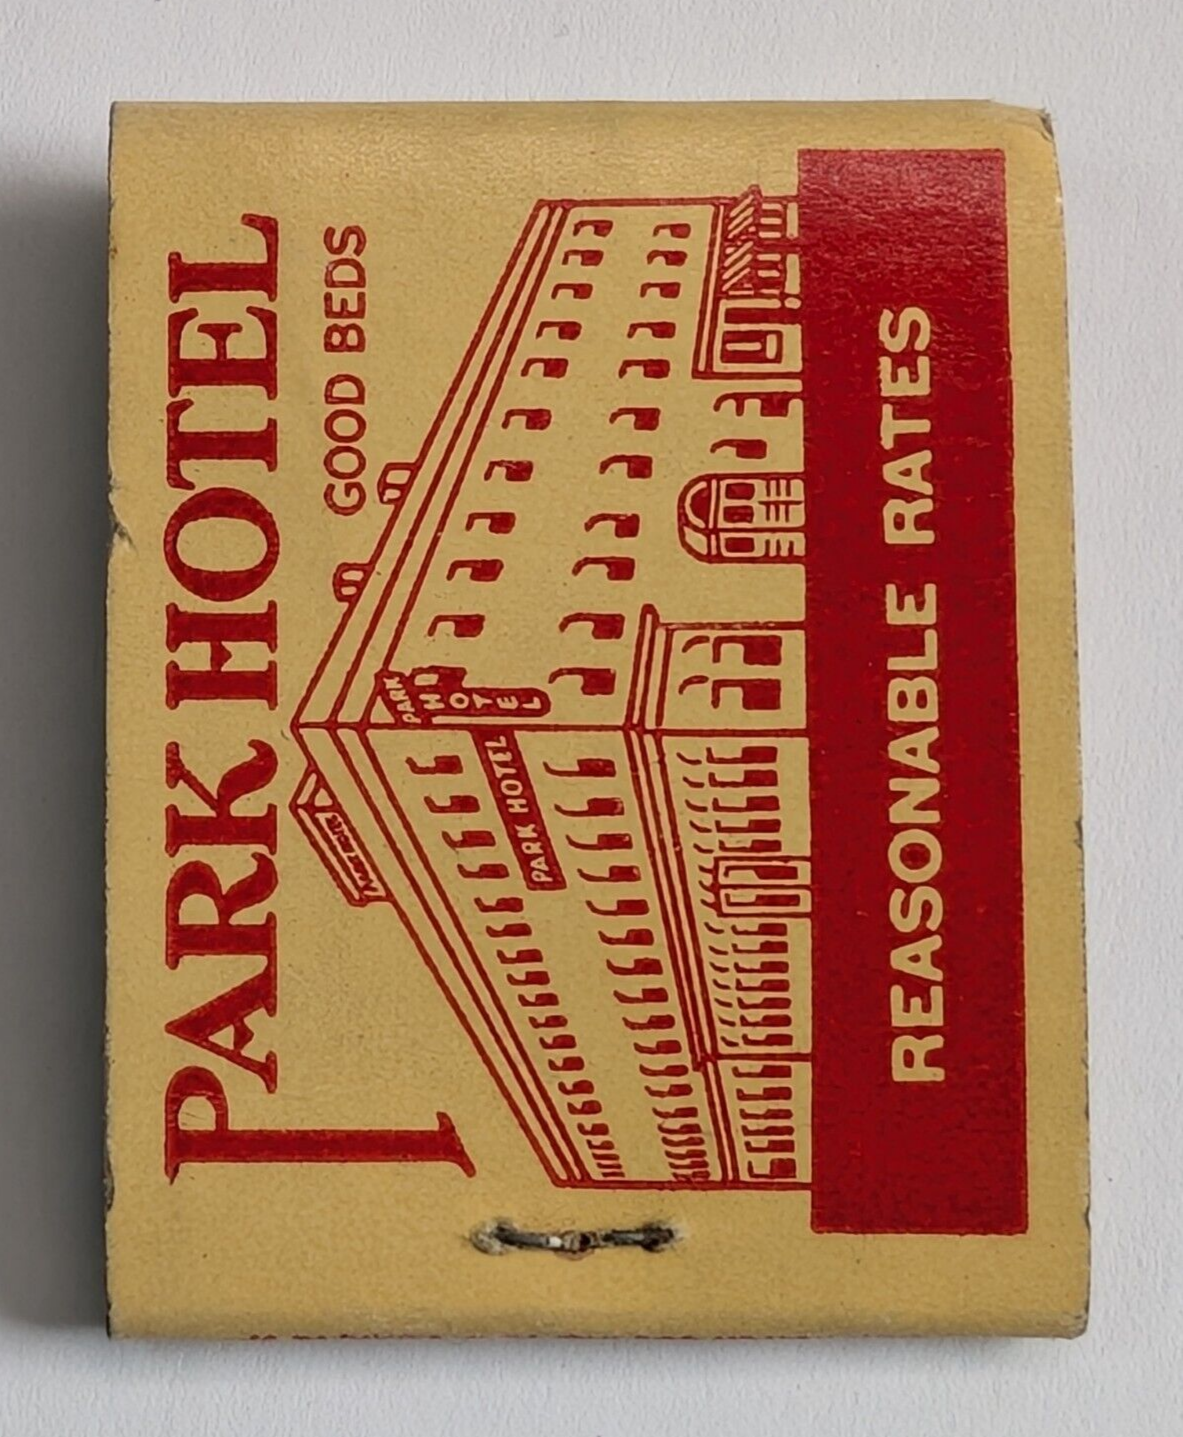 PARK HOTEL
GOOD BEDS
PARK
HOTEL
PARK HOTEL
REASONABLE RATES